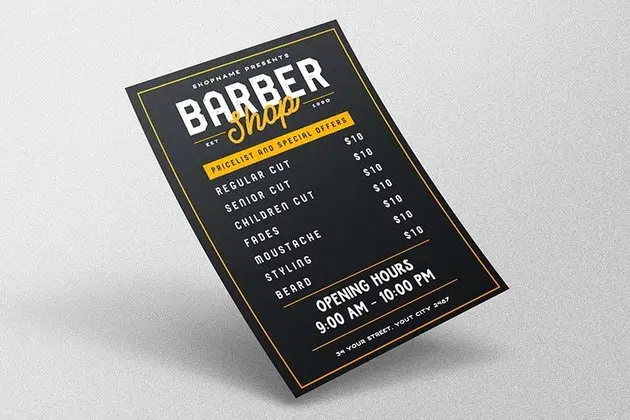 SHOPNAME PRESENTS
BARBER
EST Shop 1990
PRICELIST AND SPECIAL OFFERS
REGULAR CUT $10
SENIOR CUT $10
CHILDREN CUT $10
FADES $10
MOUSTACHE $10
STYLING $10
BEARD $10
OPENING HOURS
9:00 AM - 10:00 PM
34 YOUR STREET, YOUT CITY